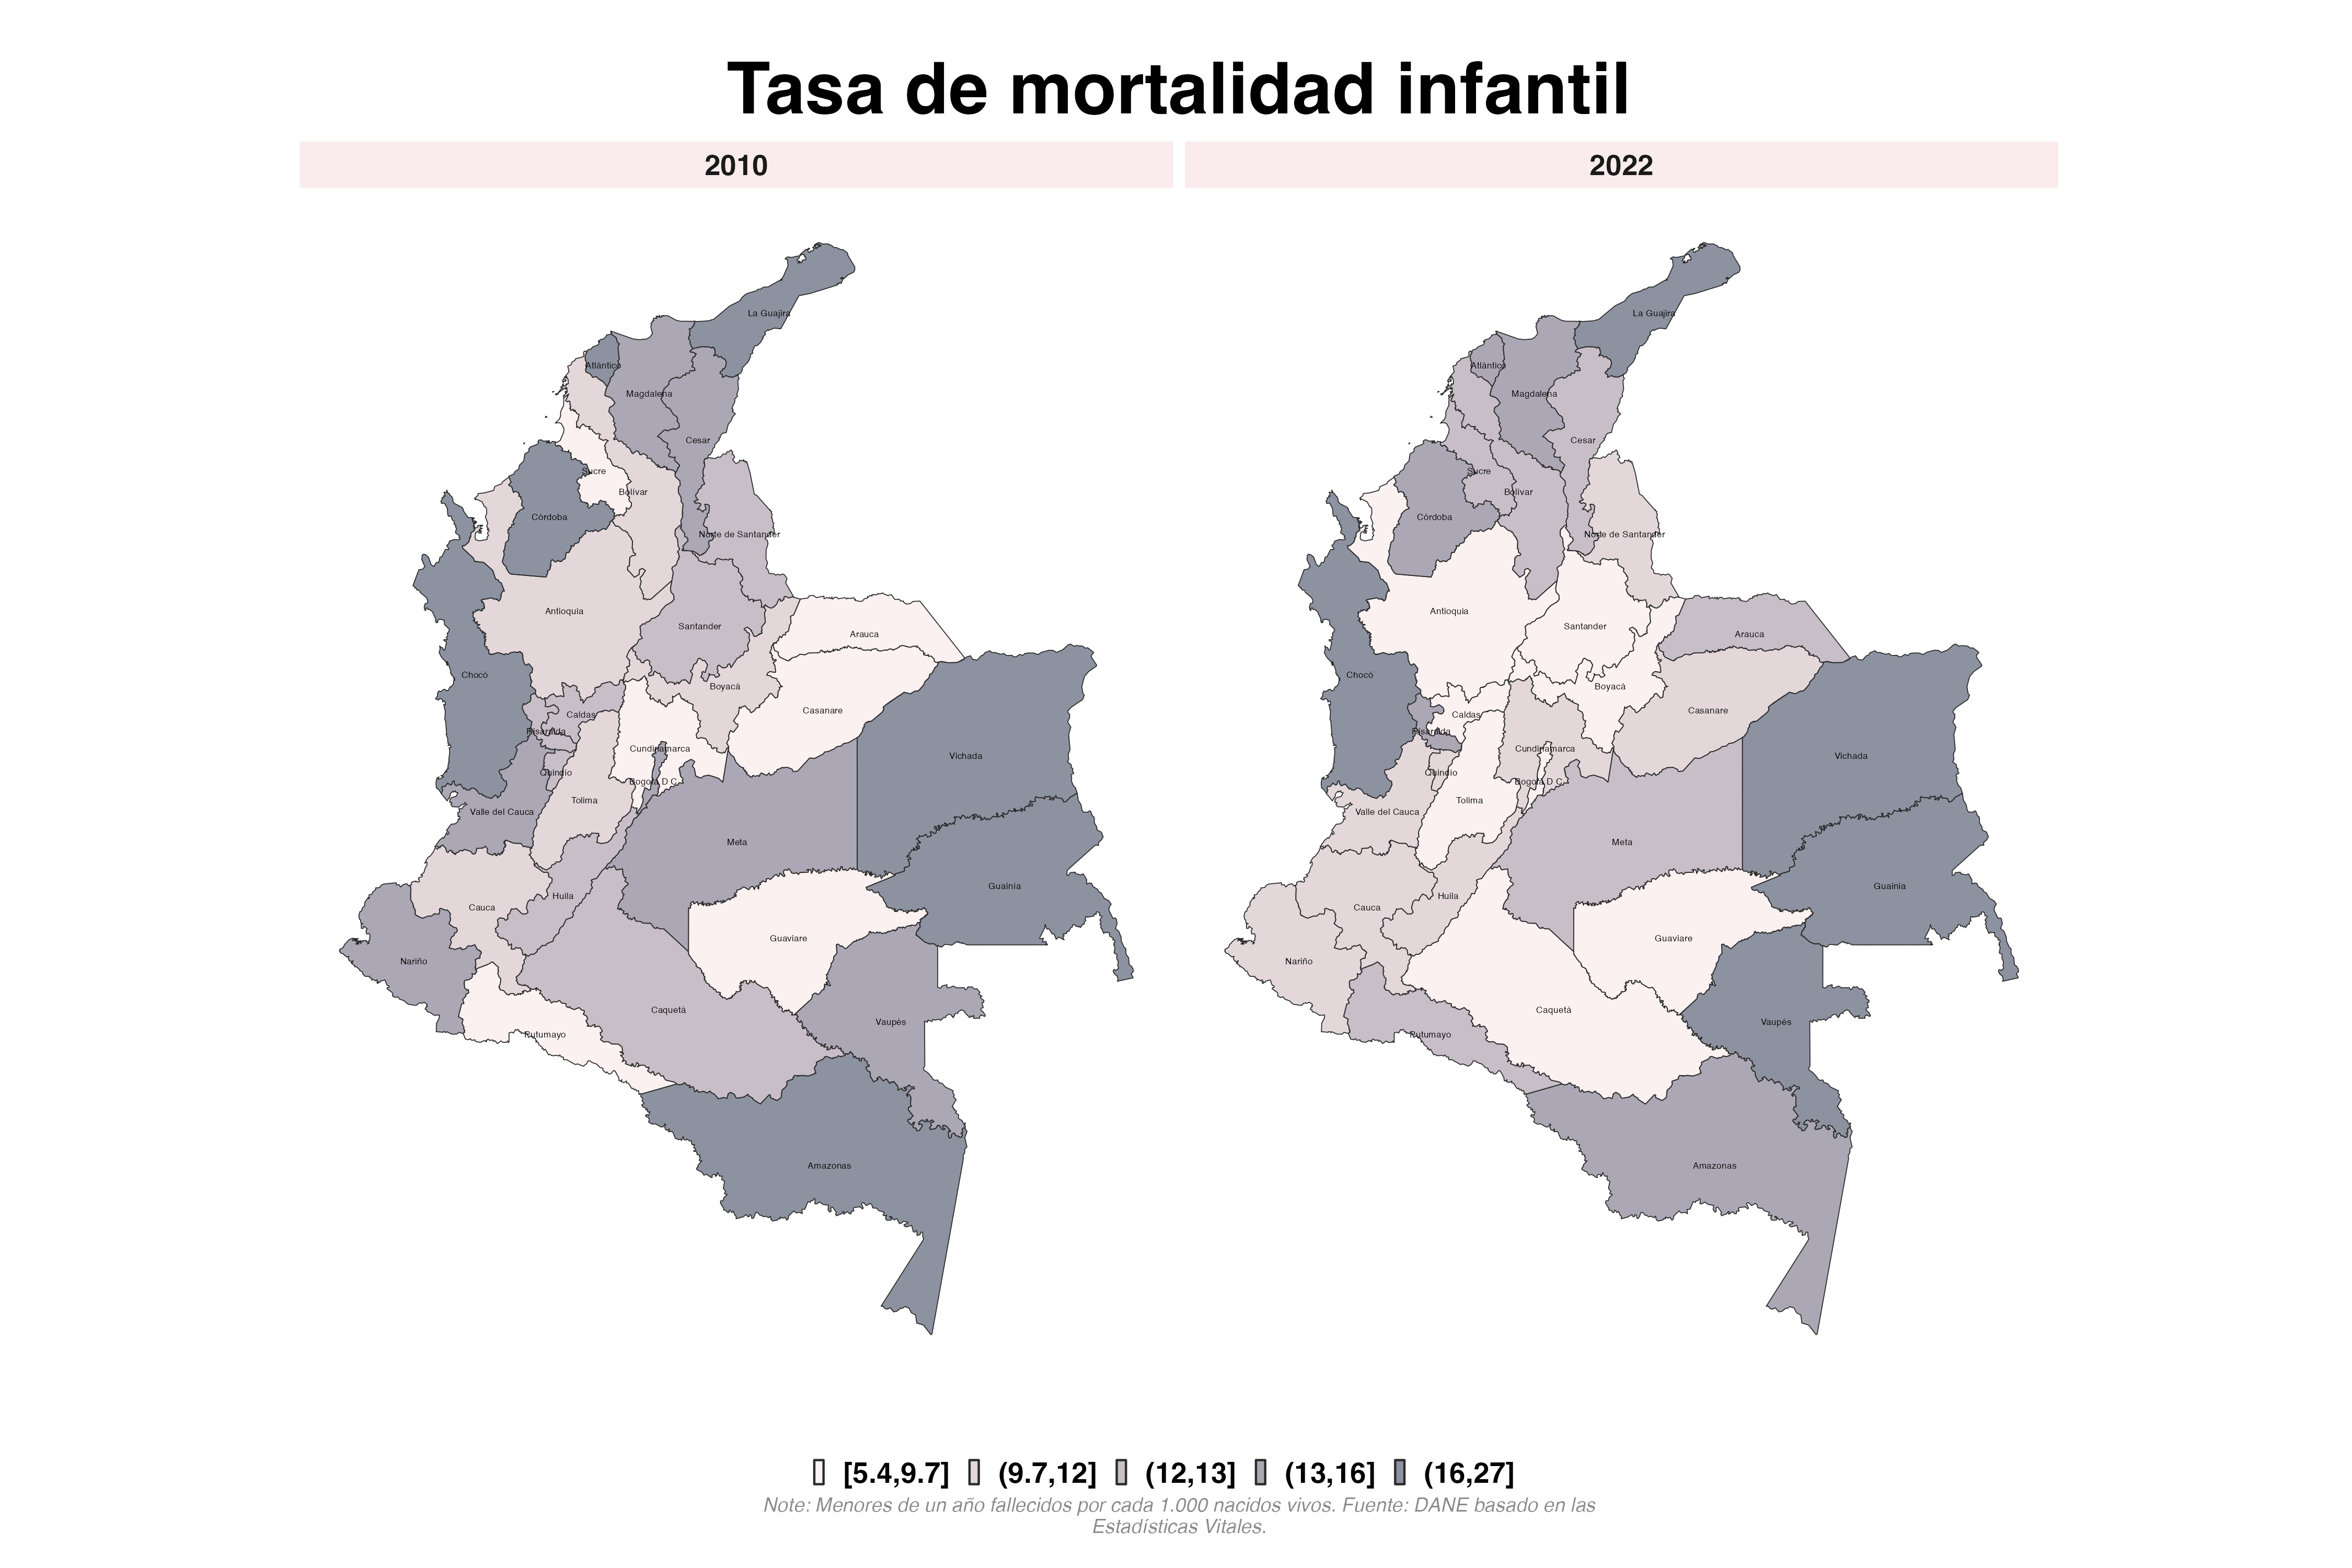 Tasa de mortalidad infantil
2010
2022
La Guajira
Atlántico
Magdalena
Cesar
Sucre
Bolívar
Córdoba
Norte de Santander
Antioquia
Santander
Arauca
Chocó
Boyacá
Casanare
Caldas
Risaralda
Cundinamarca
Vichada
Quindío
Bogotá D.C.
Tolima
Valle del Cauca
Meta
Guainía
Huila
Cauca
Guaviare
Nariño
Caquetá
Vaupés
Putumayo
Amazonas
La Guajira
Atlántico
Magdalena
Cesar
Sucre
Bolívar
Córdoba
Norte de Santander
Antioquia
Santander
Arauca
Chocó
Boyacá
Casanare
Caldas
Risaralda
Cundinamarca
Vichada
Quindío
Bogotá D.C.
Tolima
Valle del Cauca
Meta
Guainía
Huila
Cauca
Guaviare
Nariño
Caquetá
Vaupés
Putumayo
Amazonas
[5.4,9.7] (9.7,12] (12,13] (13,16] (16,27]
Note: Menores de un año fallecidos por cada 1.000 nacidos vivos. Fuente: DANE basado en las
Estadísticas Vitales.